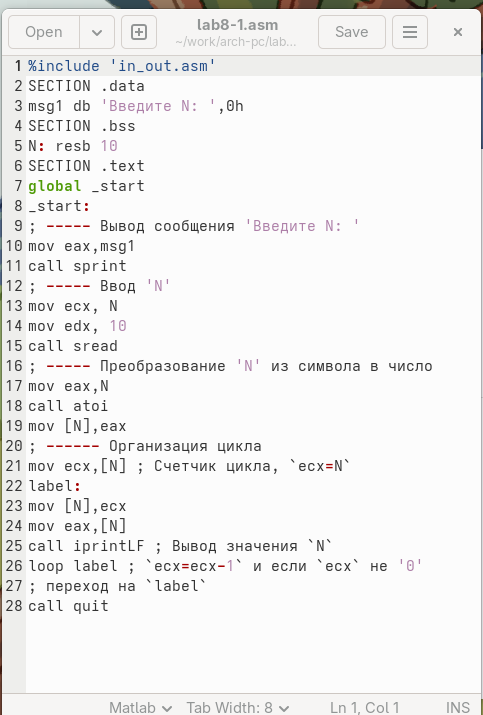 Open
lab8-1.asm
~/work/arch-pc/lab...
Save
1 %include 'in_out.asm'
2 SECTION .data
3 msg1 db 'Введите N: ',0h
4 SECTION .bss
5 N: resb 10
6 SECTION .text
7 global _start
8 _start:
9 ; ----- Вывод сообщения 'Введите N: '
10 mov eax,msg1
11 call sprint
12 ; ----- Ввод 'N'
13 mov ecx, N
14 mov edx, 10
15 call sread
16 ; ----- Преобразование 'N' из символа в число
17 mov eax,N
18 call atoi
19 mov [N],eax
20 ; ------ Организация цикла
21 mov ecx,[N] ; Счетчик цикла, `ecx=N`
22 label:
23 mov [N],ecx
24 mov eax,[N]
25 call iprintLF ; Вывод значения `N`
26 loop label ; `ecx=ecx-1` и если `ecx` не '0'
27 ; переход на `label`
28 call quit
Matlab Tab Width: 8 Ln 1, Col 1 INS